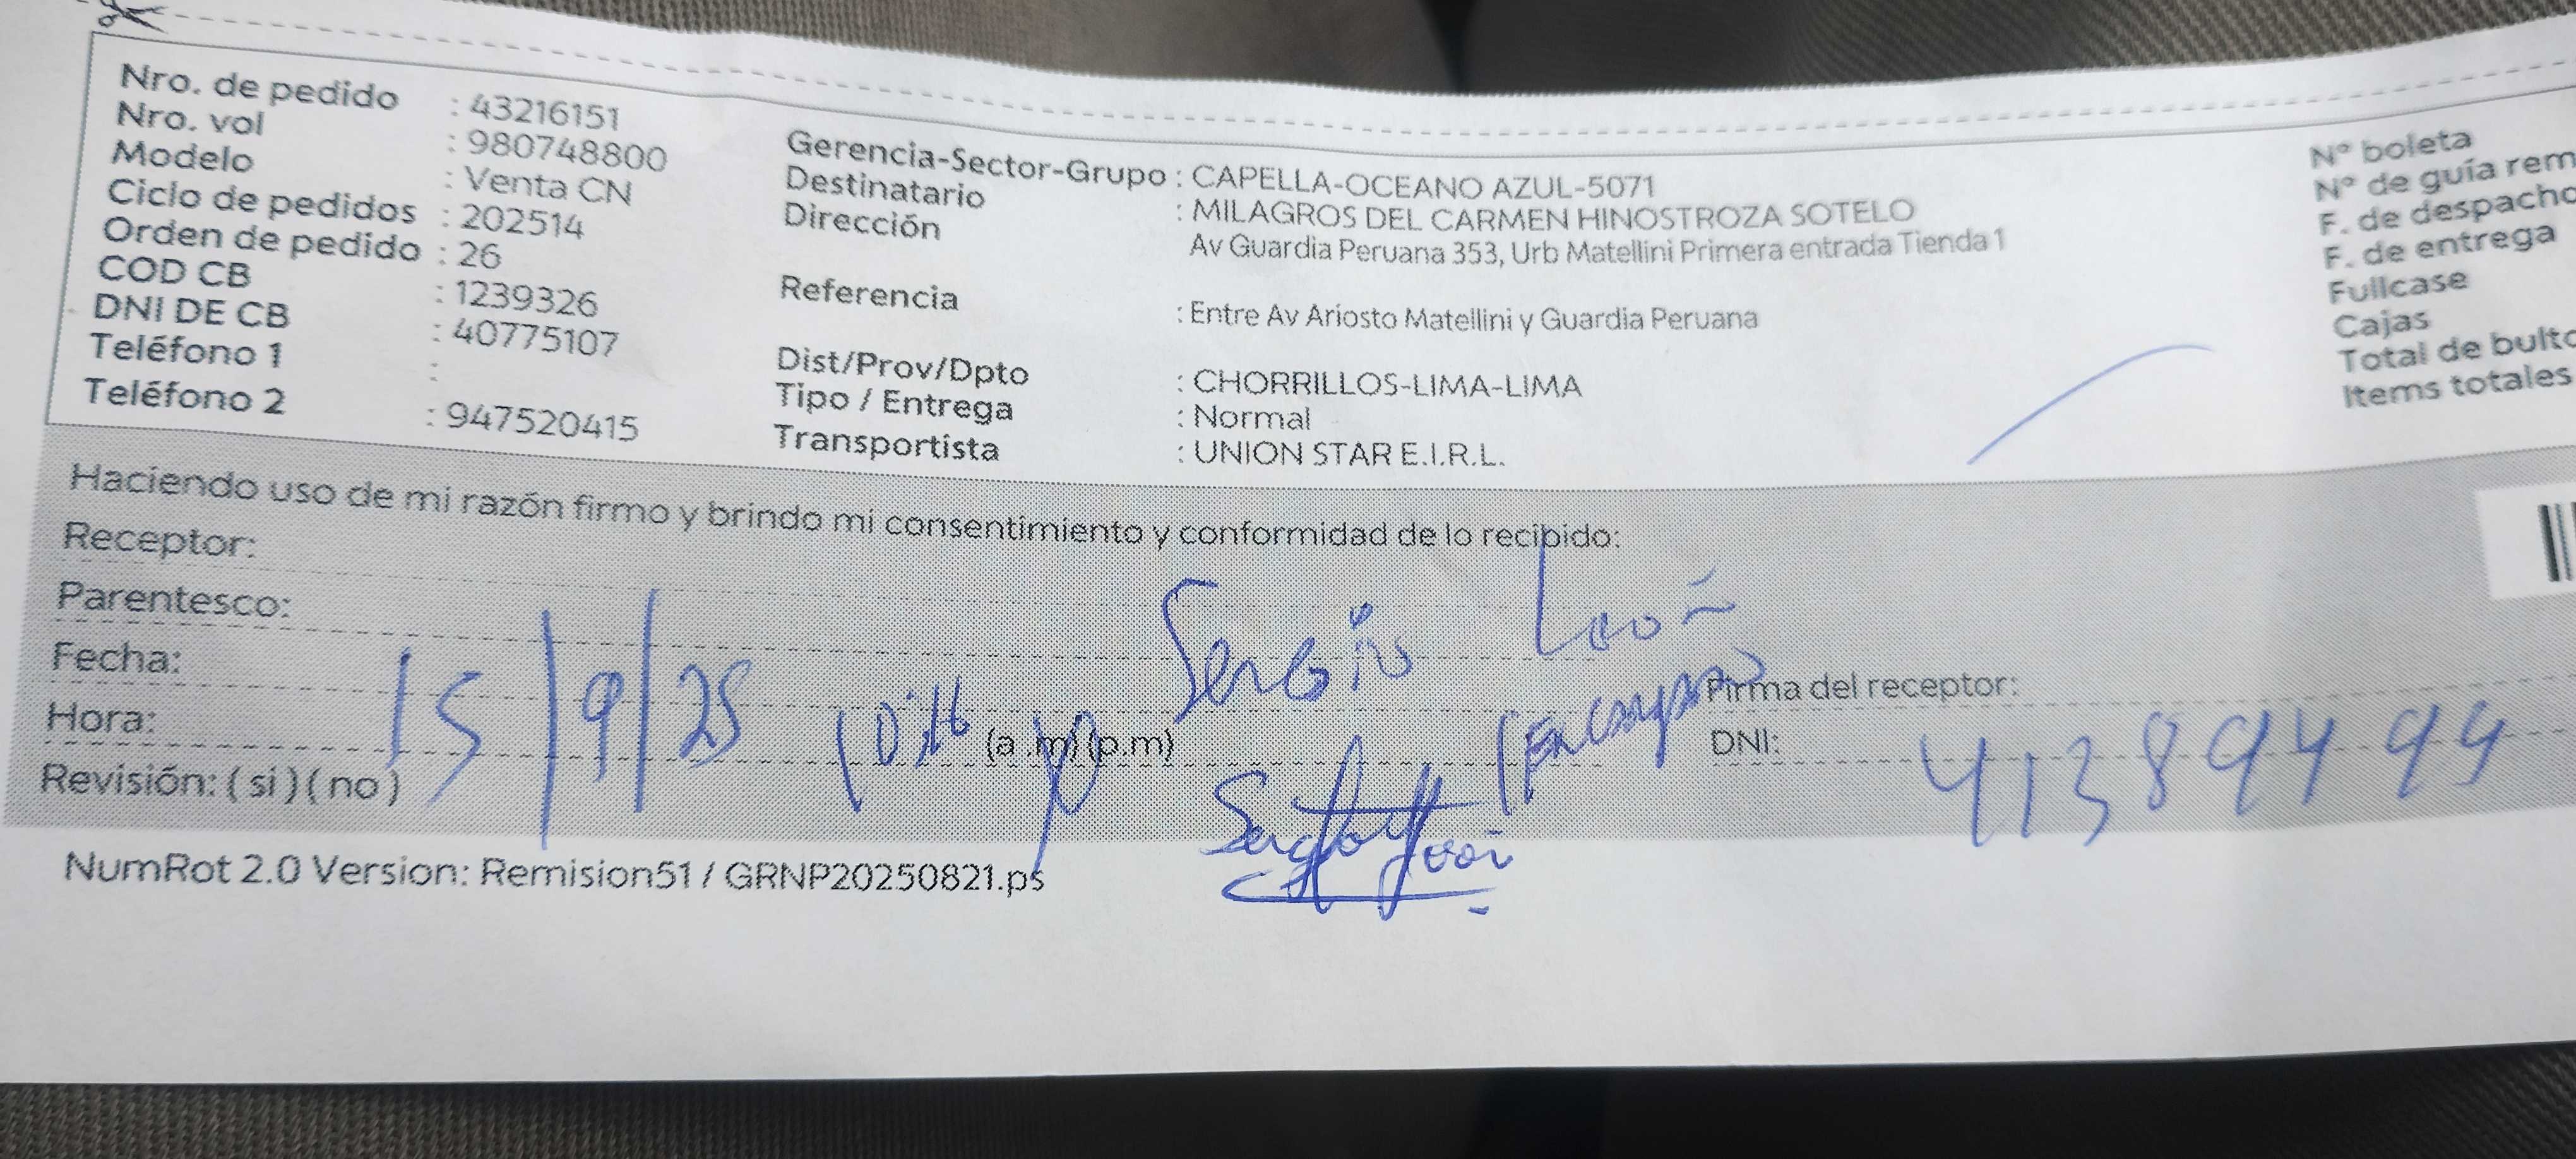 Nro. de pedido : 43216151
Nro. vol : 980748800
Modelo : Venta CN
Ciclo de pedidos : 202514
Orden de pedido : 26
COD CB : 1239326
DNI DE CB : 40775107
Teléfono 1 :
Teléfono 2 : 947520415
Gerencia-Sector-Grupo : CAPELLA-OCEANO AZUL-5071
Destinatario : MILAGROS DEL CARMEN HINOSTROZA SOTELO
Dirección Av Guardia Peruana 353, Urb Matellini Primera entrada Tienda 1
Referencia : Entre Av Ariosto Matellini y Guardia Peruana
Dist/Prov/Dpto : CHORRILLOS-LIMA-LIMA
Tipo / Entrega : Normal
Transportista : UNION STAR E.I.R.L.
N° boleta
N° de guía rem
F. de despacho
F. de entrega
Fullcase
Cajas
Total de bulto
Items totales
Haciendo uso de mi razón firmo y brindo mi consentimiento y conformidad de lo recibido:
Receptor:
Parentesco: Sergio León
Fecha: 15/9/25
Firma del receptor:
Hora: (a .m) (p.m)
DNI: 41389499
Revisión: ( si ) ( no )
NumRot 2.0 Version: Remision51 / GRNP20250821.ps